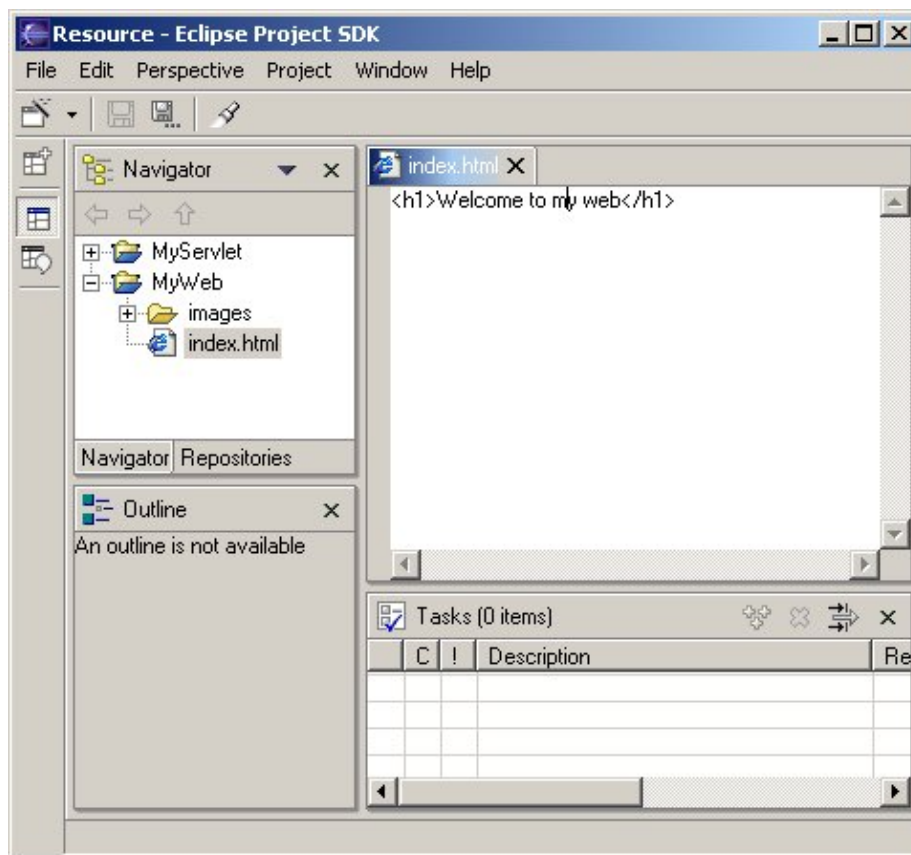 Resource - Eclipse Project SDK
File Edit Perspective Project Window Help
Navigator
MyServlet
MyWeb
images
index.html
Navigator Repositories
Outline
An outline is not available
index.html
<h1>Welcome to my web</h1>
Tasks (0 items)
C ! Description Re